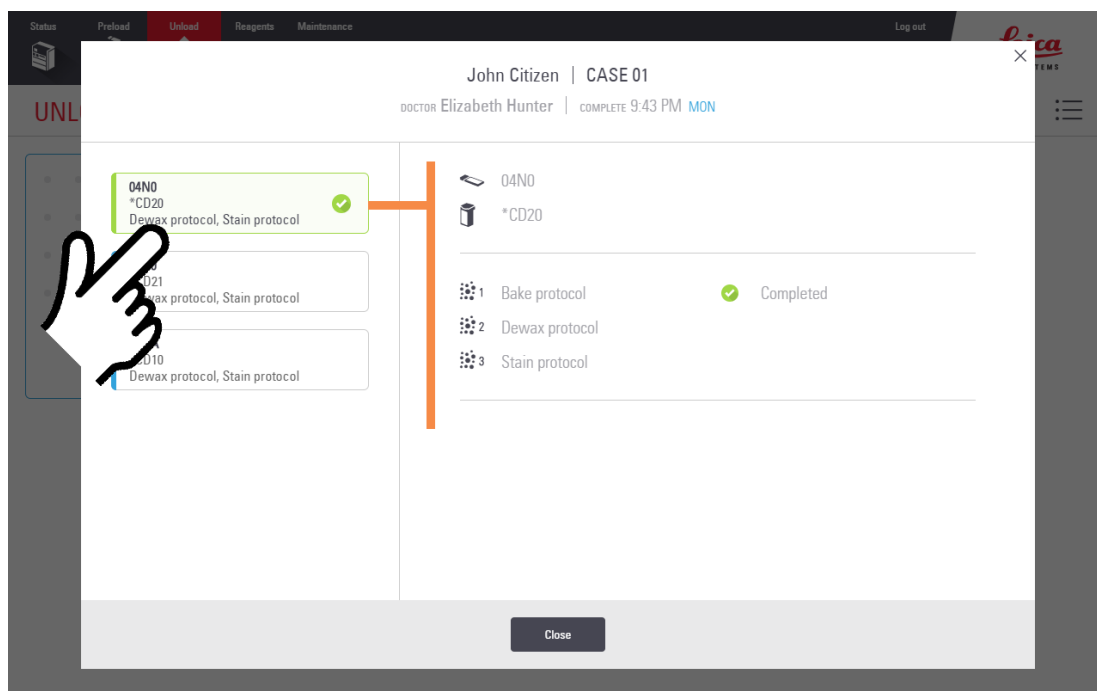 Status Preload Unload Reagents Maintenance Log out
UNL
John Citizen | CASE 01
DOCTOR Elizabeth Hunter | COMPLETE 9:43 PM MON
04N0
*CD20
Dewax protocol, Stain protocol
CD21
protocol, Stain protocol
CD10
Dewax protocol, Stain protocol
04N0
*CD20
1 Bake protocol Completed
2 Dewax protocol
3 Stain protocol
Close